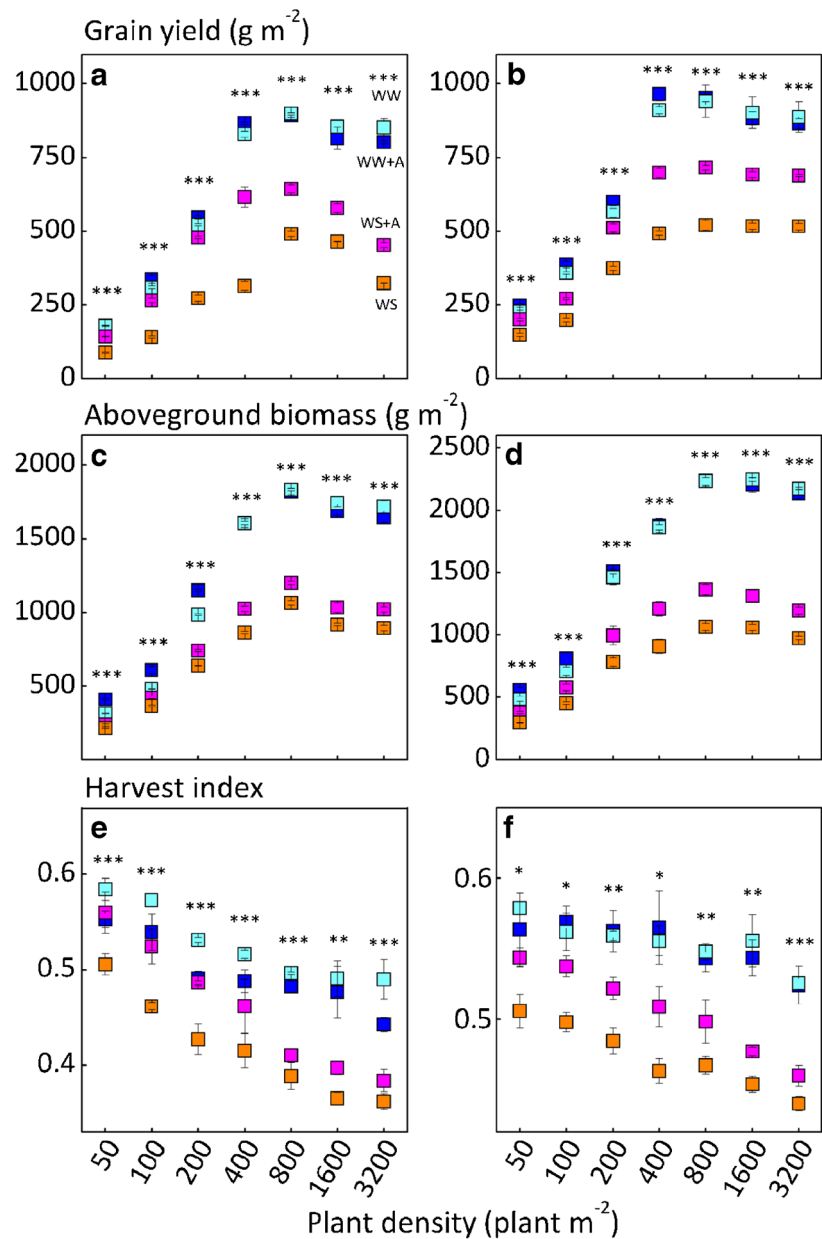 Grain yield (g m⁻²)
a
b
1000
750
500
250
0
*** *** *** *** *** *** ***
WW
WW+A
WS+A
WS
1000
750
500
250
0
*** *** *** *** *** *** ***
Aboveground biomass (g m⁻²)
c
d
2000
1500
1000
500
*** *** *** *** *** *** ***
2500
2000
1500
1000
500
0
*** *** *** *** *** *** ***
Harvest index
e
f
0.6
0.5
0.4
*** *** *** *** *** ** ***
0.6
0.5
* * ** * ** ** ***
50 100 200 400 800 1600 3200
50 100 200 400 800 1600 3200
Plant density (plant m⁻²)